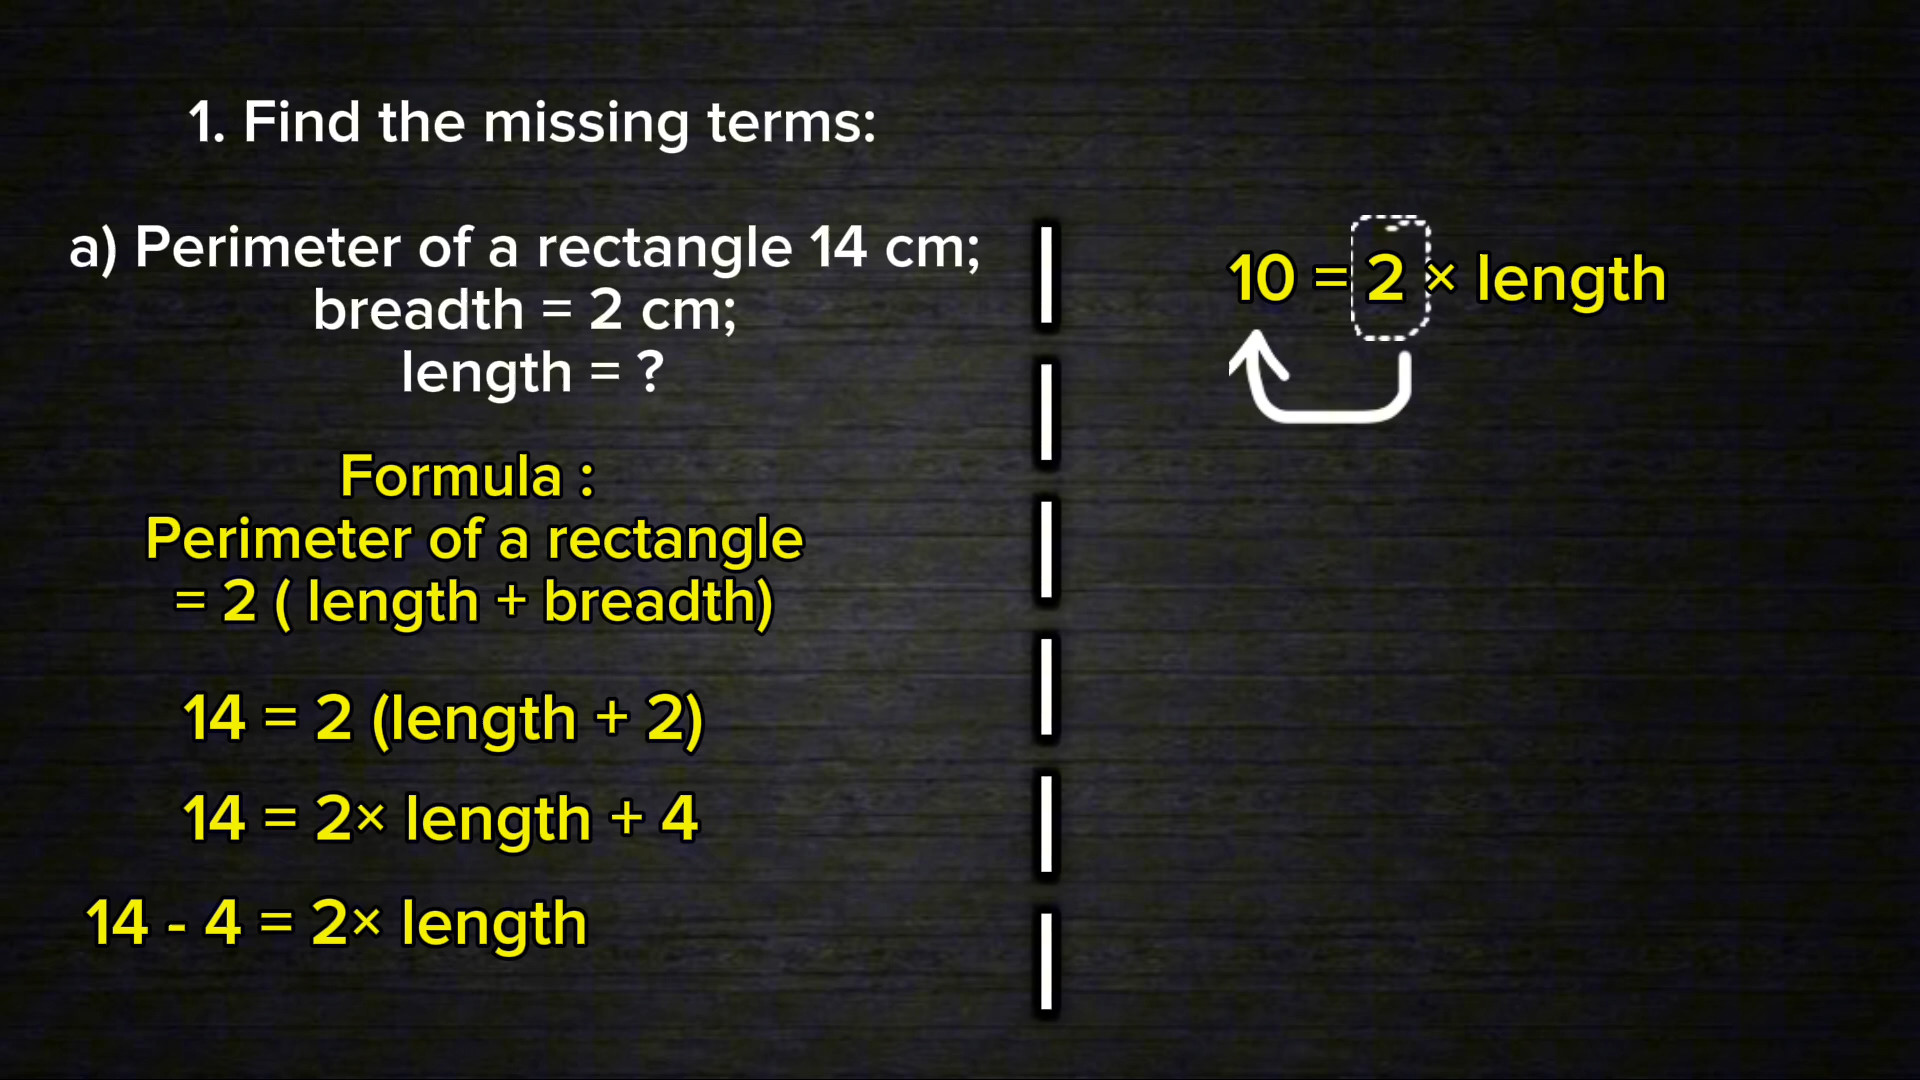 1. Find the missing terms:
a) Perimeter of a rectangle 14 cm;
breadth = 2 cm;
length = ?
Formula :
Perimeter of a rectangle
= 2 ( length + breadth)
14 = 2 (length + 2)
14 = 2× length + 4
14 - 4 = 2× length
10 = 2 × length